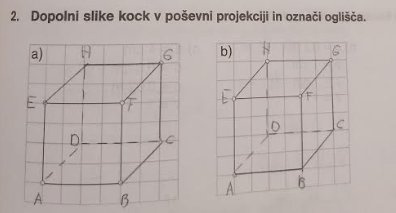 2. Dopolni slike kock v poševni projekciji in označi oglišča.
a) H G b) H G
E F E F
D C D C
A B A B